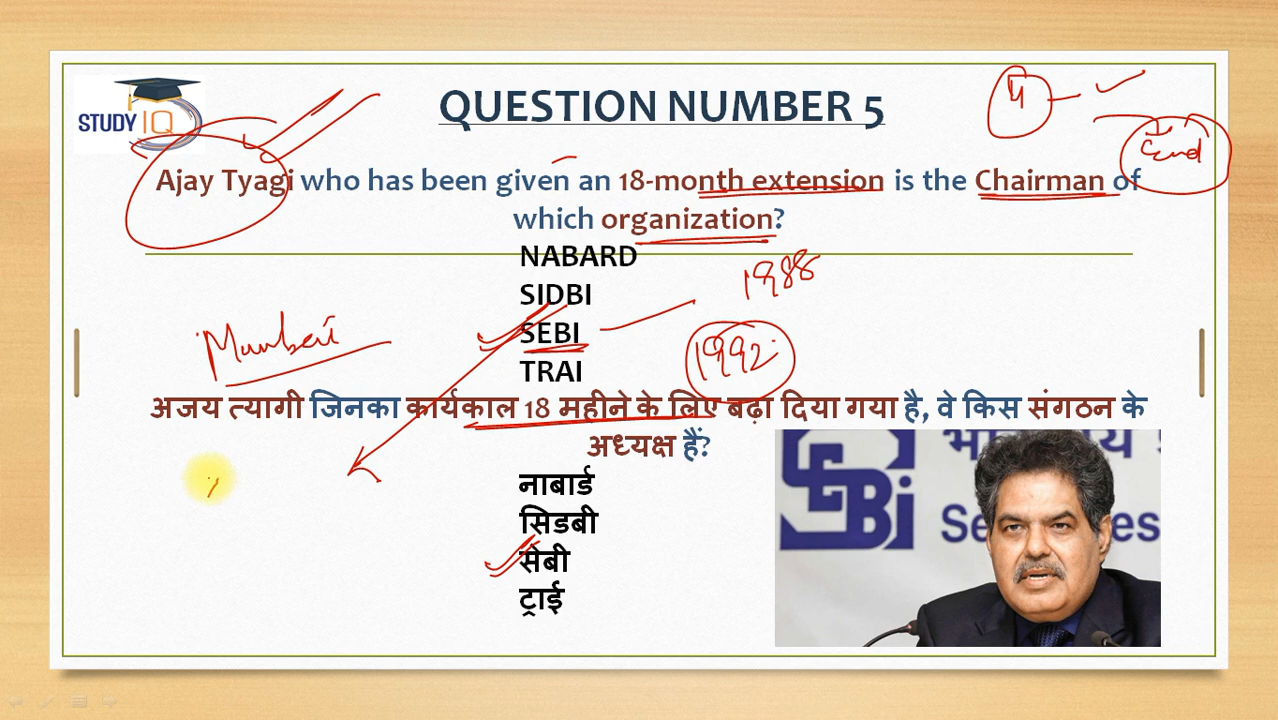 STUDY IQ
QUESTION NUMBER 5
4
2nd
Ajay Tyagi who has been given an 18-month extension is the Chairman of
which organization?
NABARD
SIDBI
1988
SEBI
Mumbai
1992
TRAI
अजय त्यागी जिनका कार्यकाल 18 महीने के लिए बढ़ा दिया गया है, वे किस संगठन के
अध्यक्ष हैं?
नाबार्ड
सिडबी
सेबी
ट्राई
SEBI